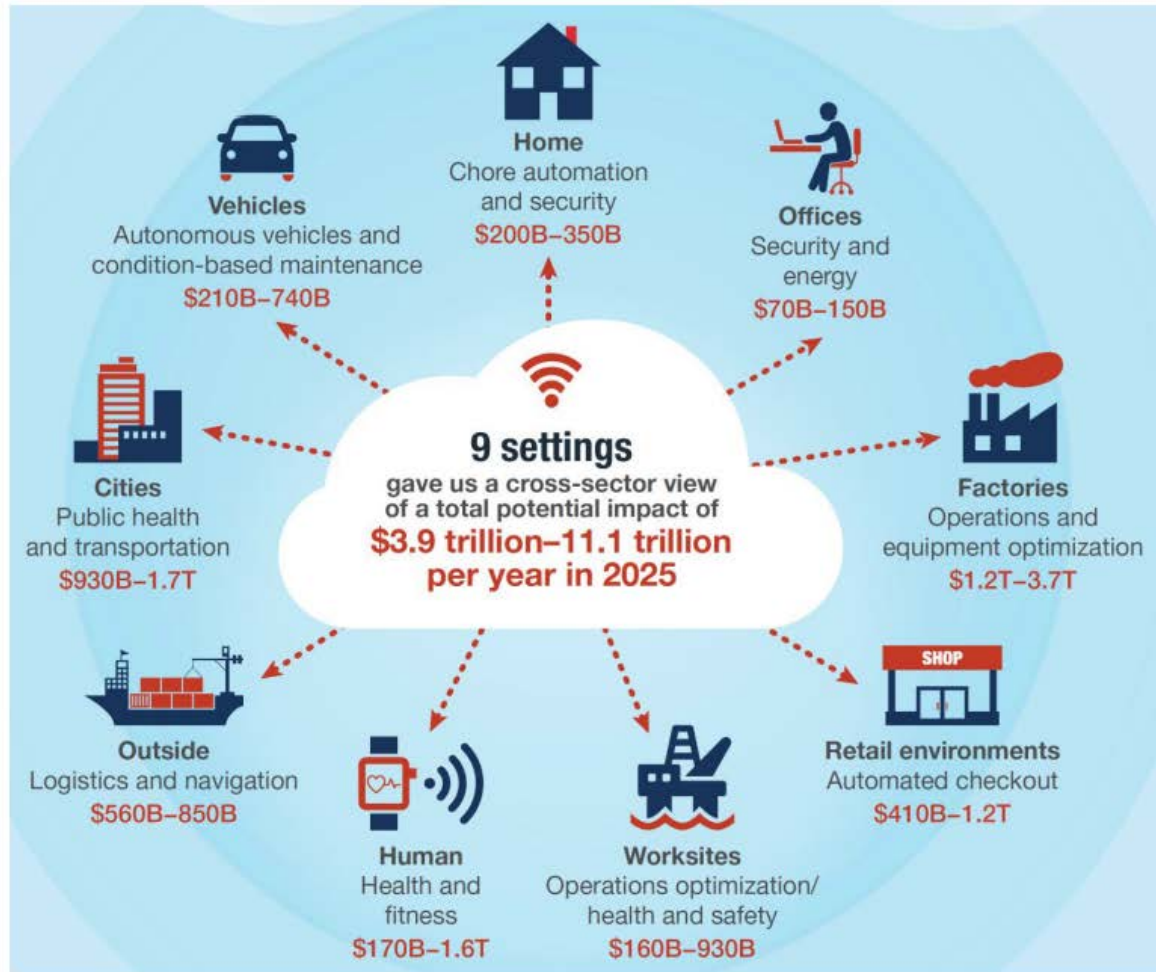 Home
Chore automation
and security
$200B–350B
Vehicles
Autonomous vehicles and
condition-based maintenance
$210B–740B
Offices
Security and
energy
$70B–150B
9 settings
gave us a cross-sector view
of a total potential impact of
$3.9 trillion–11.1 trillion
per year in 2025
Cities
Public health
and transportation
$930B–1.7T
Factories
Operations and
equipment optimization
$1.2T–3.7T
Outside
Logistics and navigation
$560B–850B
SHOP
Retail environments
Automated checkout
$410B–1.2T
Human
Health and
fitness
$170B–1.6T
Worksites
Operations optimization/
health and safety
$160B–930B